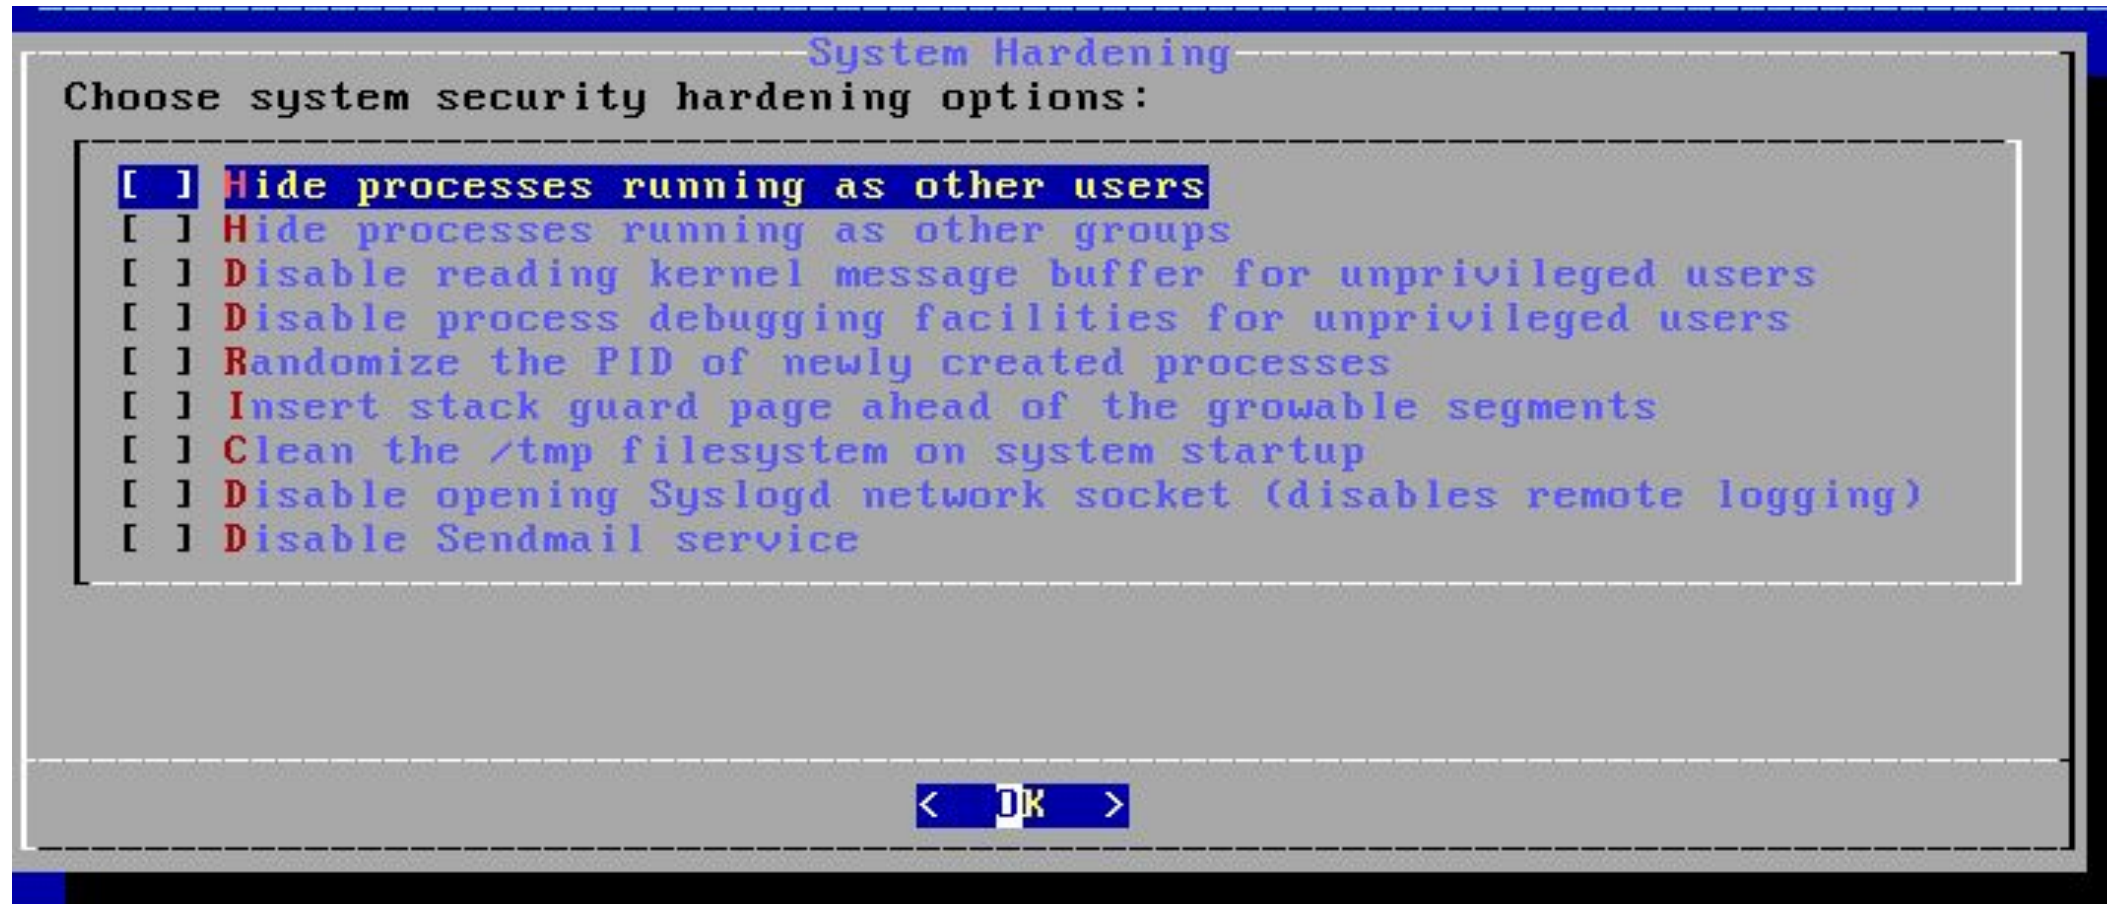 System Hardening
Choose system security hardening options:
[ ] Hide processes running as other users
[ ] Hide processes running as other groups
[ ] Disable reading kernel message buffer for unprivileged users
[ ] Disable process debugging facilities for unprivileged users
[ ] Randomize the PID of newly created processes
[ ] Insert stack guard page ahead of the growable segments
[ ] Clean the /tmp filesystem on system startup
[ ] Disable opening Syslogd network socket (disables remote logging)
[ ] Disable Sendmail service
< OK >